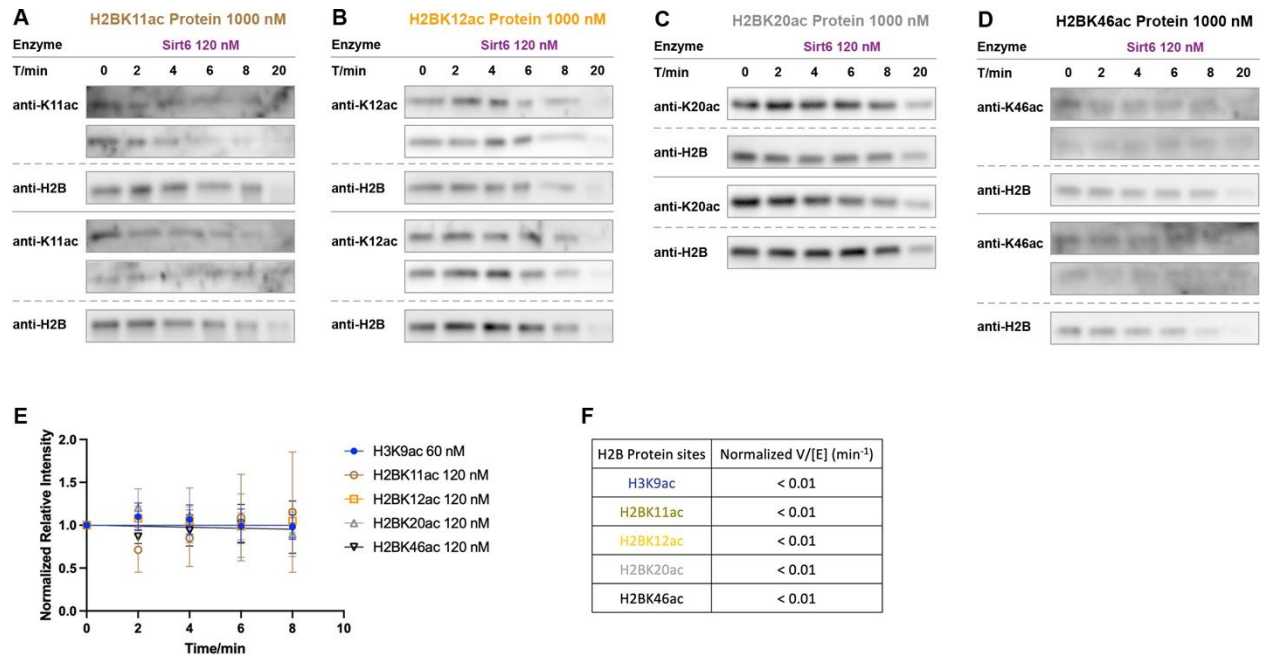 A
H2BK11ac Protein 1000 nM
Enzyme Sirt6 120 nM
T/min 0 2 4 6 8 20
anti-K11ac
anti-H2B
anti-K11ac
anti-H2B
B
H2BK12ac Protein 1000 nM
Enzyme Sirt6 120 nM
T/min 0 2 4 6 8 20
anti-K12ac
anti-H2B
anti-K12ac
anti-H2B
C
H2BK20ac Protein 1000 nM
Enzyme Sirt6 120 nM
T/min 0 2 4 6 8 20
anti-K20ac
anti-H2B
anti-K20ac
anti-H2B
D
H2BK46ac Protein 1000 nM
Enzyme Sirt6 120 nM
T/min 0 2 4 6 8 20
anti-K46ac
anti-H2B
anti-K46ac
anti-H2B
E
Normalized Relative Intensity
2.0
1.5
1.0
0.5
0.0
0 2 4 6 8 10
Time/min
H3K9ac 60 nM
H2BK11ac 120 nM
H2BK12ac 120 nM
H2BK20ac 120 nM
H2BK46ac 120 nM
F
H2B Protein sites Normalized V/[E] (min⁻¹)
H3K9ac < 0.01
H2BK11ac < 0.01
H2BK12ac < 0.01
H2BK20ac < 0.01
H2BK46ac < 0.01